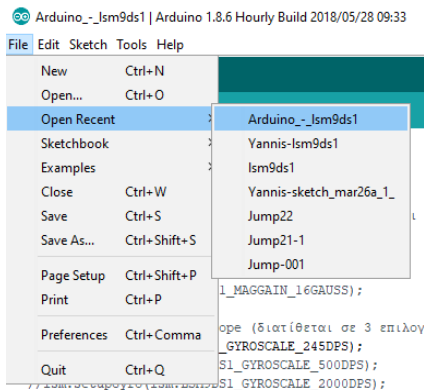 Arduino_-_lsm9ds1 | Arduino 1.8.6 Hourly Build 2018/05/28 09:33
File Edit Sketch Tools Help
New Ctrl+N
Open... Ctrl+O
Open Recent
Sketchbook
Examples
Close Ctrl+W
Save Ctrl+S
Save As... Ctrl+Shift+S
Page Setup Ctrl+Shift+P
Print Ctrl+P
Preferences Ctrl+Comma
Quit Ctrl+Q
Arduino_-_lsm9ds1
Yannis-lsm9ds1
lsm9ds1
Yannis-sketch_mar26a_1_
Jump22
Jump21-1
Jump-001
1_MAGGAIN_16GAUSS);
ope (διατίθεται σε 3 επιλογ
_GYROSCALE_245DPS);
S1_GYROSCALE_500DPS);
S1_GYROSCALE_2000DPS);